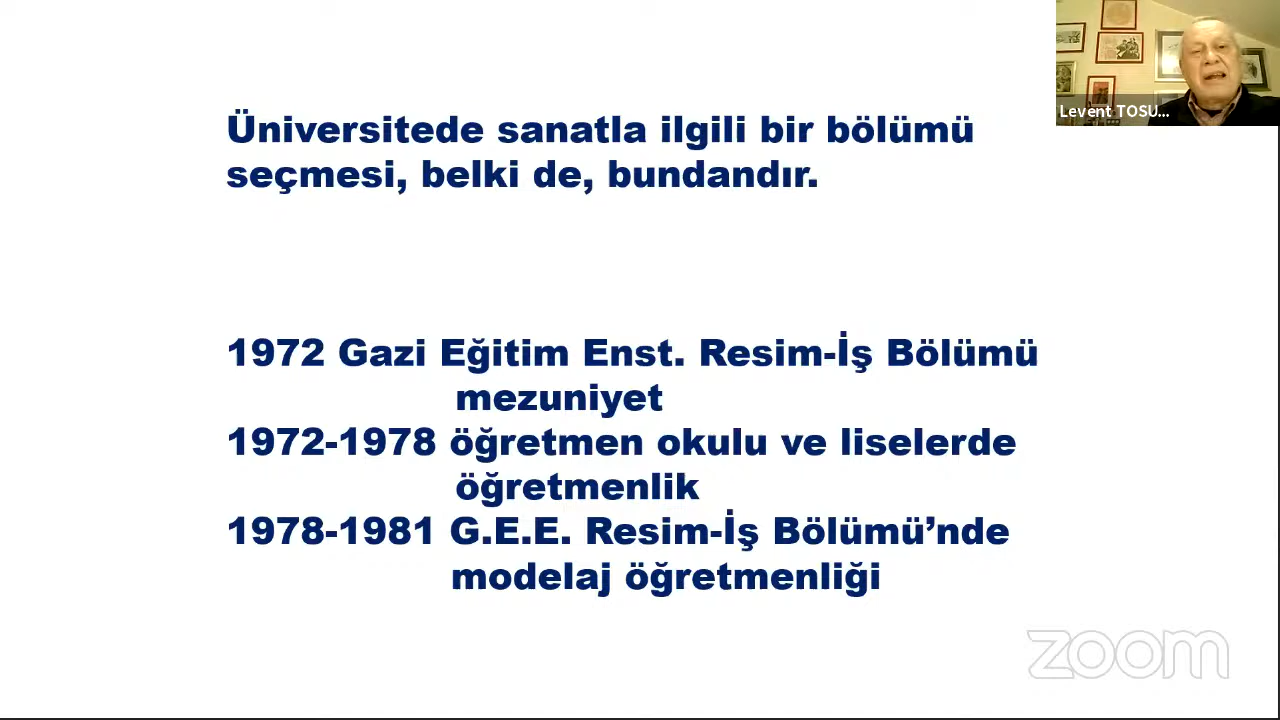 Levent TOSU...
Üniversitede sanatla ilgili bir bölümü
seçmesi, belki de, bundandır.
1972 Gazi Eğitim Enst. Resim-İş Bölümü
mezuniyet
1972-1978 öğretmen okulu ve liselerde
öğretmenlik
1978-1981 G.E.E. Resim-İş Bölümü’nde
modelaj öğretmenliği
zoom